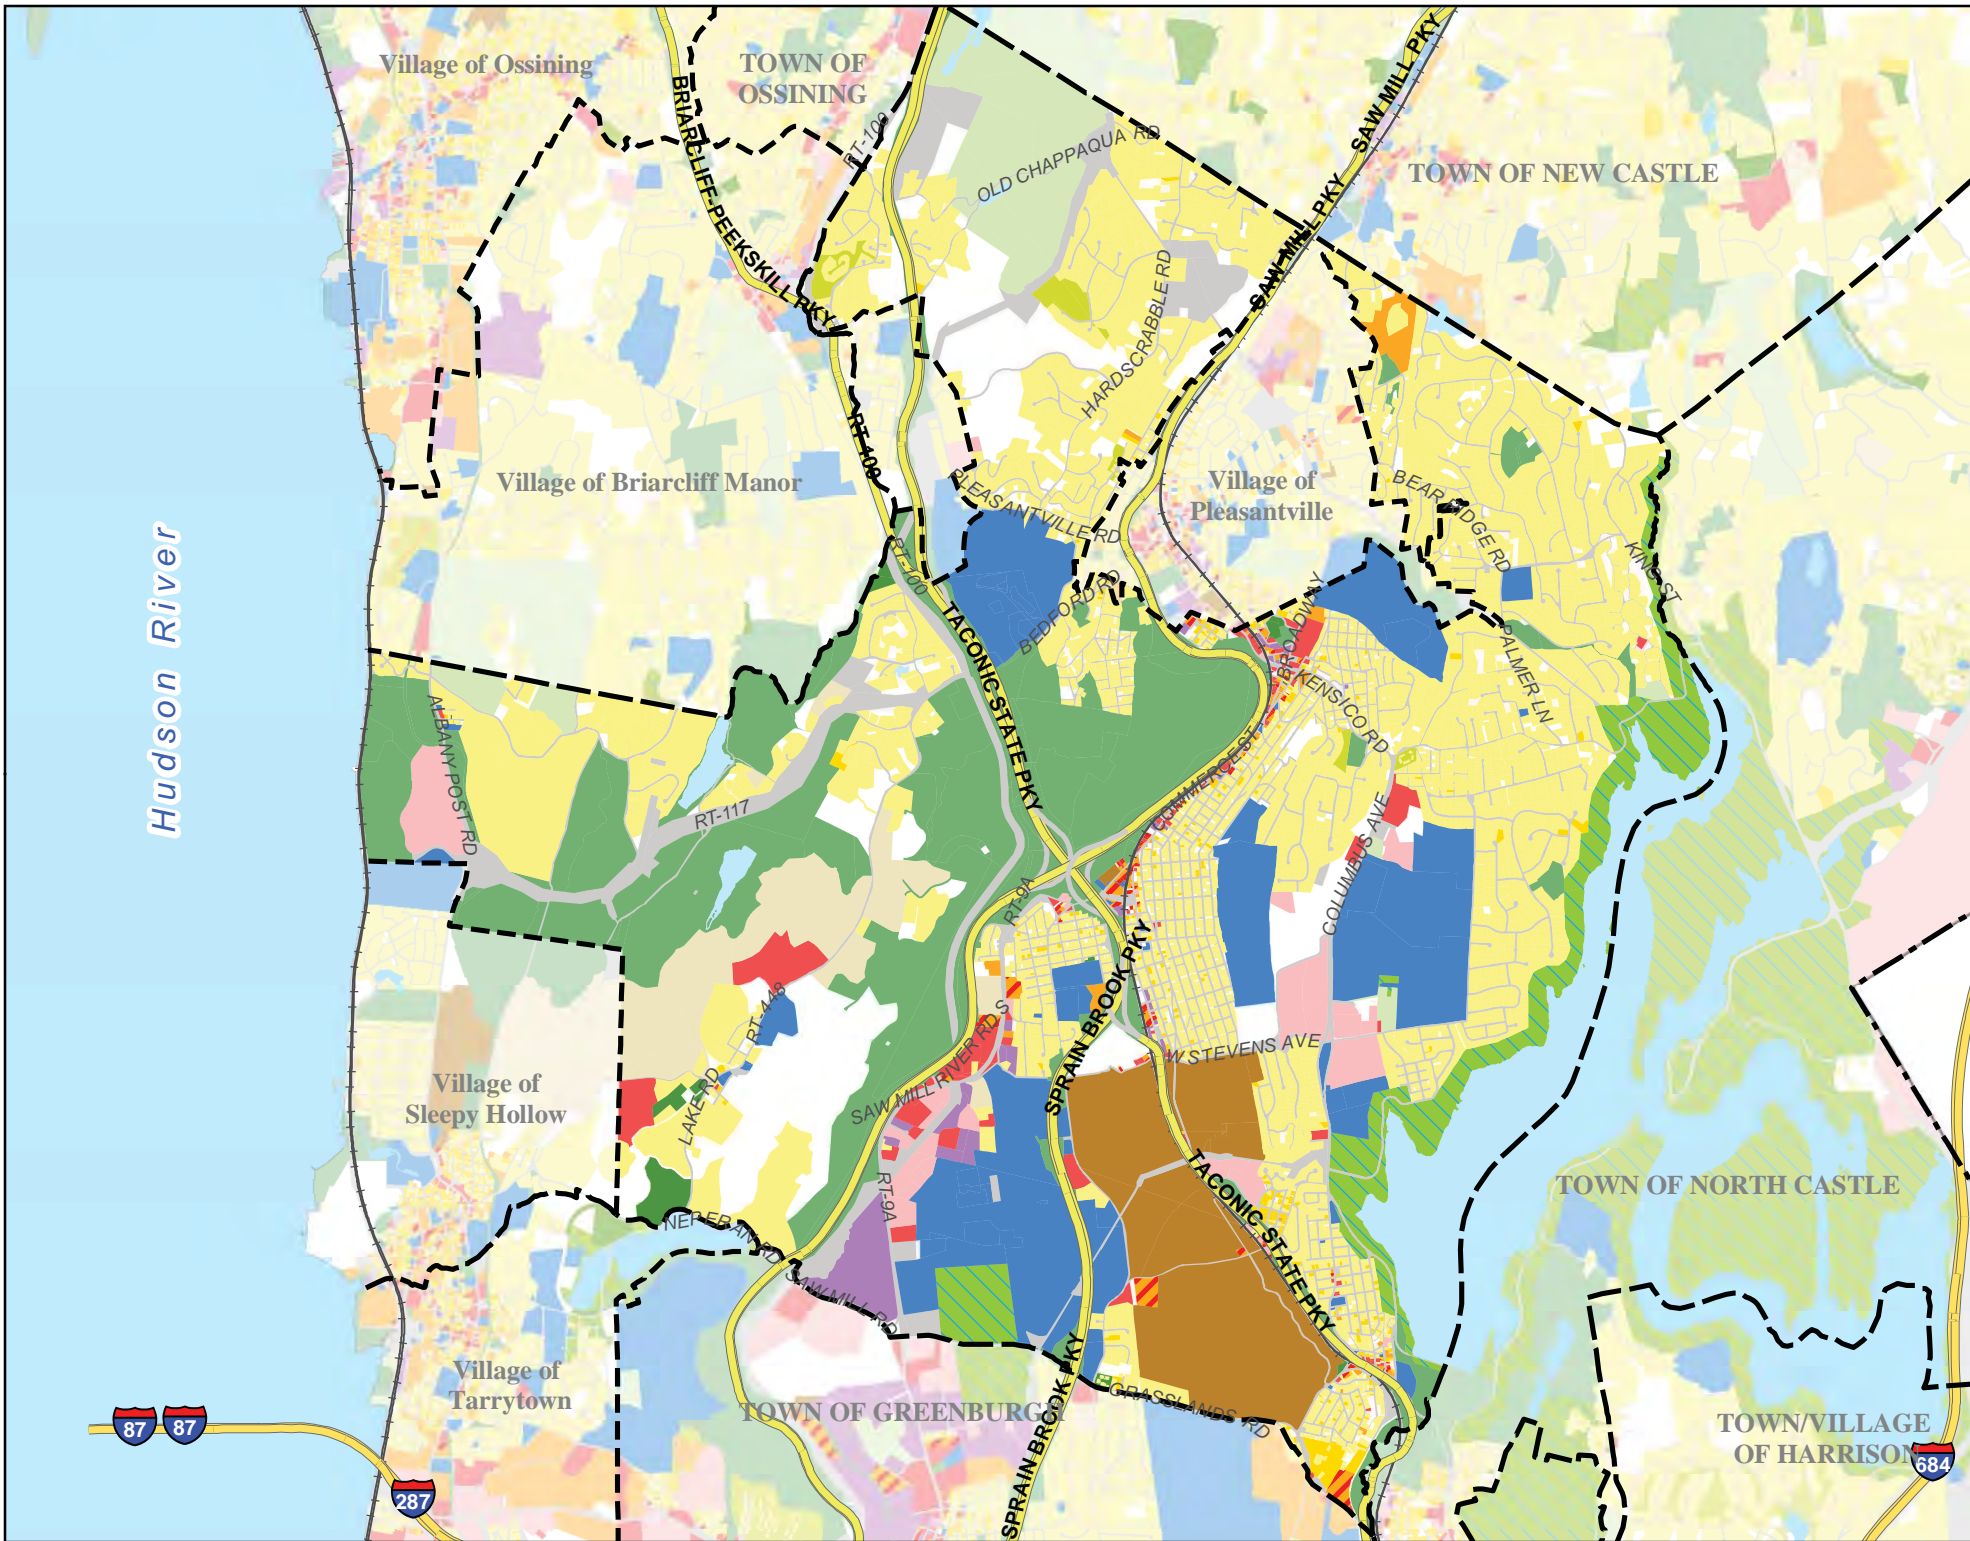 Village of Ossining
TOWN OF
OSSINING
SAW MILL PKY
SAW MILL PKY
BRIARCLIFF-PEEKSKILL PKY
RT-100
OLD CHAPPAQUA RD
TOWN OF NEW CASTLE
SAW MILL PKY
HARDSCRABBLE RD
RT-100
Village of Briarcliff Manor
PLEASANTVILLE RD
Village of
Pleasantville
BEAR RIDGE RD
KING ST
RT-100
BEDFORD RD
BROADWAY
PALMER LN
Hudson River
TACONIC STATE PKY
KENSICO RD
ALBANY POST RD
RT-117
COMMERCE ST
COLUMBUS AVE
RT-9A
SPRAIN BROOK PKY
RT-448
SAW MILL RIVER RD S
W STEVENS AVE
Village of
Sleepy Hollow
LAKE RD
RT-9A
TACONIC STATE PKY
TOWN OF NORTH CASTLE
NEPERAN RD
SAW MILL RD
Village of
Tarrytown
TOWN OF GREENBURGH
SPRAIN BROOK PKY
GRASSLANDS RD
TOWN/VILLAGE
OF HARRISON
87
87
287
684